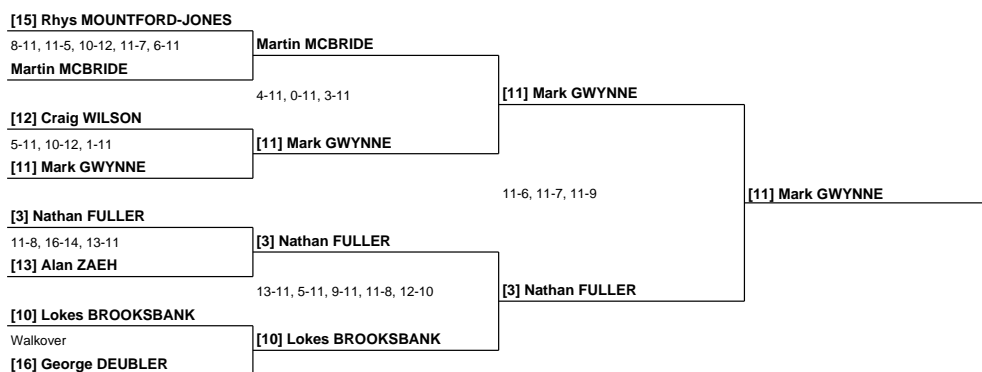 [15] Rhys MOUNTFORD-JONES
8-11, 11-5, 10-12, 11-7, 6-11
Martin MCBRIDE
Martin MCBRIDE
4-11, 0-11, 3-11
[11] Mark GWYNNE
[12] Craig WILSON
5-11, 10-12, 1-11
[11] Mark GWYNNE
[11] Mark GWYNNE
11-6, 11-7, 11-9
[11] Mark GWYNNE
[3] Nathan FULLER
11-8, 16-14, 13-11
[3] Nathan FULLER
[13] Alan ZAEH
13-11, 5-11, 9-11, 11-8, 12-10
[3] Nathan FULLER
[10] Lokes BROOKSBANK
Walkover
[10] Lokes BROOKSBANK
[16] George DEUBLER